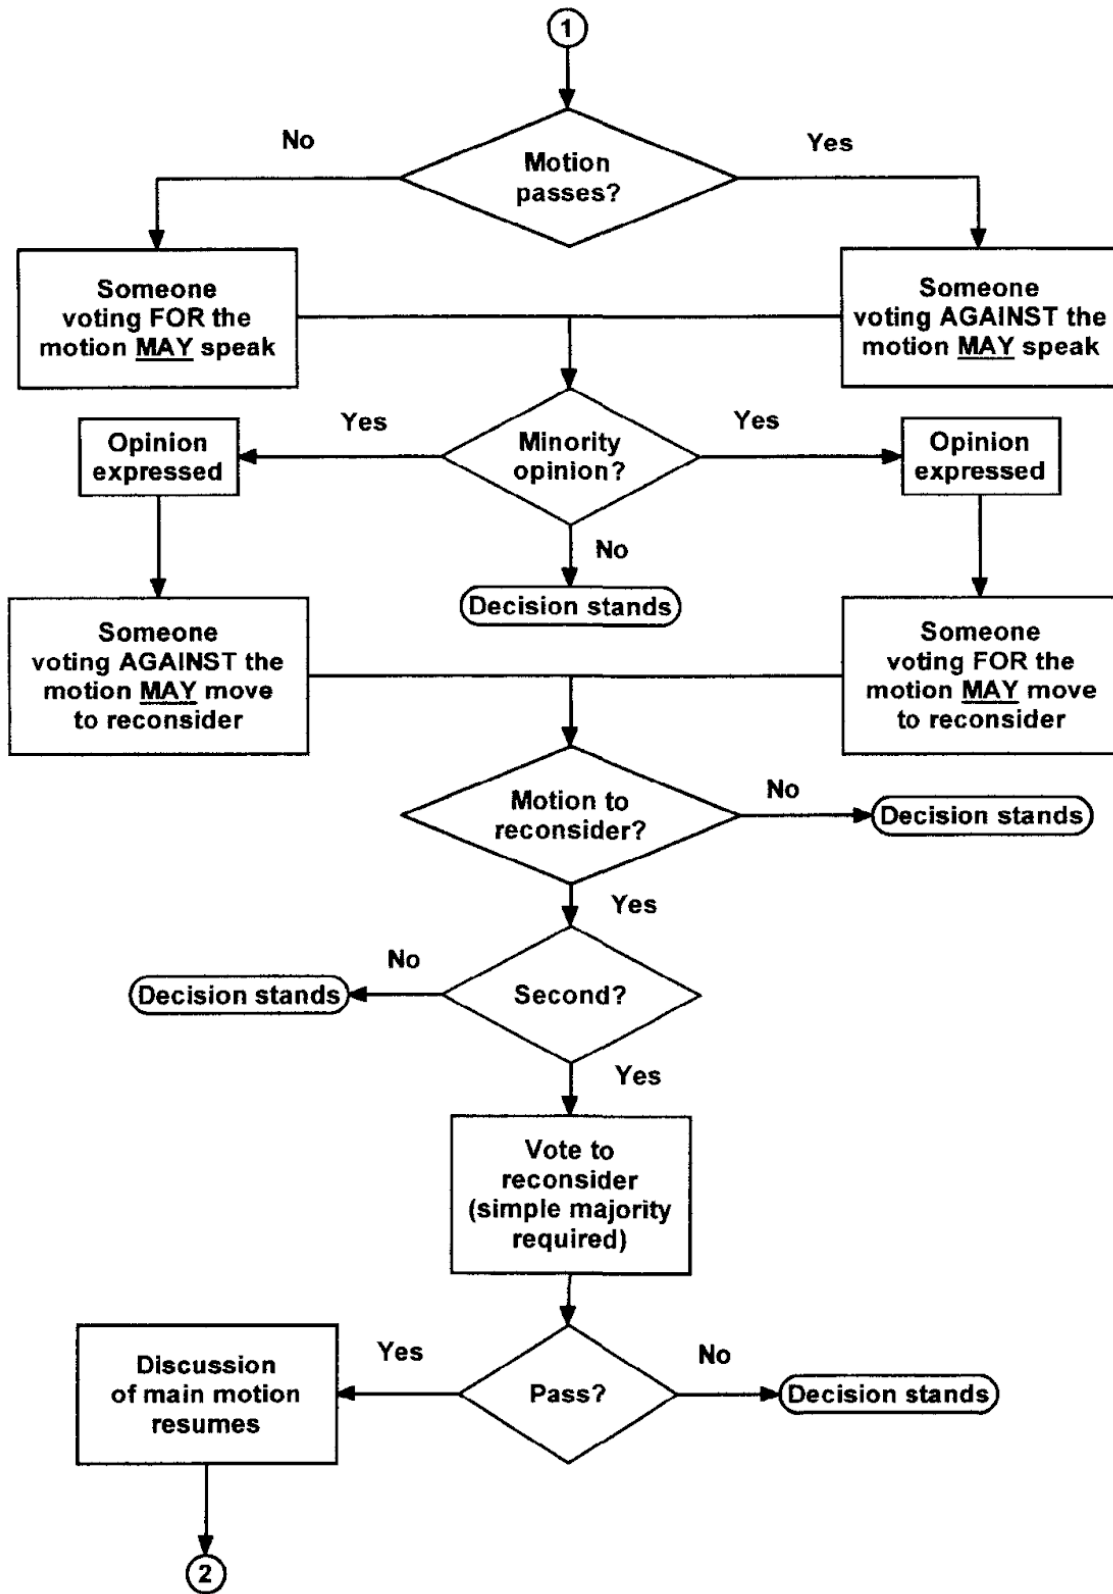 1
No
Yes
Motion
passes?
Someone
voting FOR the
motion MAY speak
Someone
voting AGAINST the
motion MAY speak
Yes
Yes
Opinion
expressed
Minority
opinion?
Opinion
expressed
No
Decision stands
Someone
voting AGAINST the
motion MAY move
to reconsider
Someone
voting FOR the
motion MAY move
to reconsider
Motion to
reconsider?
No
Decision stands
Yes
No
Decision stands
Second?
Yes
Vote to
reconsider
(simple majority
required)
Yes
No
Discussion
of main motion
resumes
Pass?
Decision stands
2